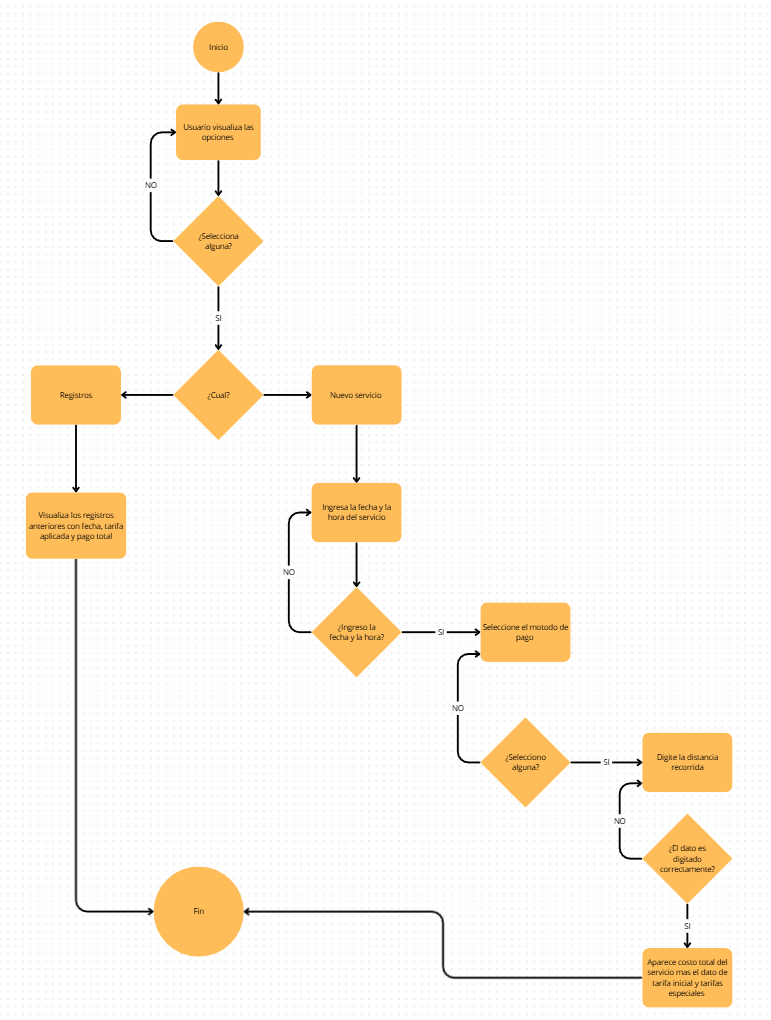 Inicio
Usuario visualiza las
opciones
NO
¿Selecciona
alguna?
SI
Registros
¿Cual?
Nuevo servicio
Visualiza los registros
anteriores con fecha, tarifa
aplicada y pago total
Ingresa la fecha y la
hora del servicio
NO
¿Ingreso la
fecha y la hora?
SI
Seleccione el motodo de
pago
NO
¿Selecciono
alguna?
SI
Digite la distancia
recorrida
NO
¿El dato es
digitado
correctamente?
SI
Aparece costo total del
servicio mas el dato de
tarifa inicial y tarifas
especiales
Fin